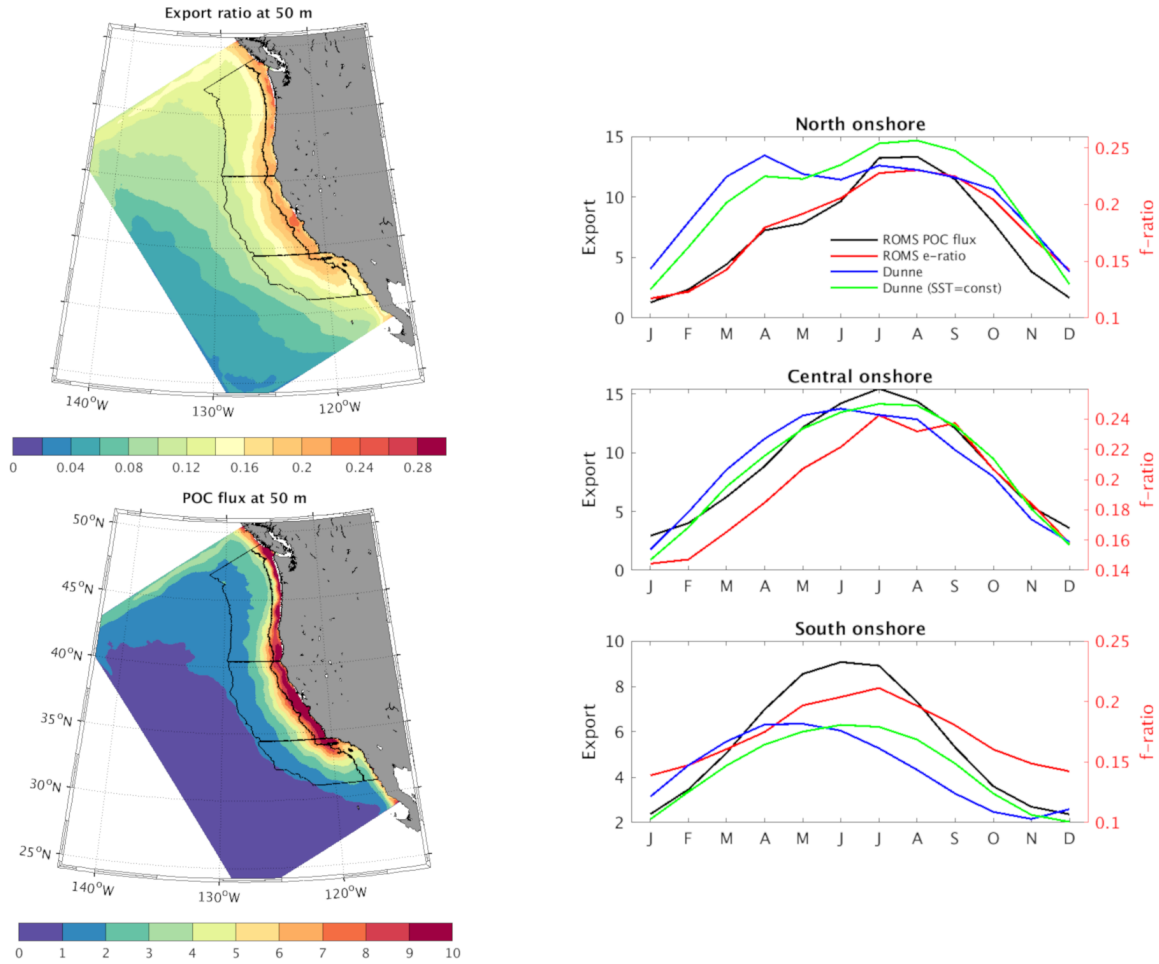 Export ratio at 50 m
140°W
130°W
120°W
0 0.04 0.08 0.12 0.16 0.2 0.24 0.28
POC flux at 50 m
50°N
45°N
40°N
35°N
30°N
25°N
140°W
130°W
120°W
0 1 2 3 4 5 6 7 8 9 10
North onshore
15
10
5
0
Export
0.25
0.2
0.15
0.1
f-ratio
ROMS POC flux
ROMS e-ratio
Dunne
Dunne (SST=const)
J F M A M J J A S O N D
Central onshore
15
10
5
0
Export
0.24
0.22
0.2
0.18
0.16
0.14
f-ratio
J F M A M J J A S O N D
South onshore
10
8
6
4
2
Export
0.25
0.2
0.15
0.1
f-ratio
J F M A M J J A S O N D